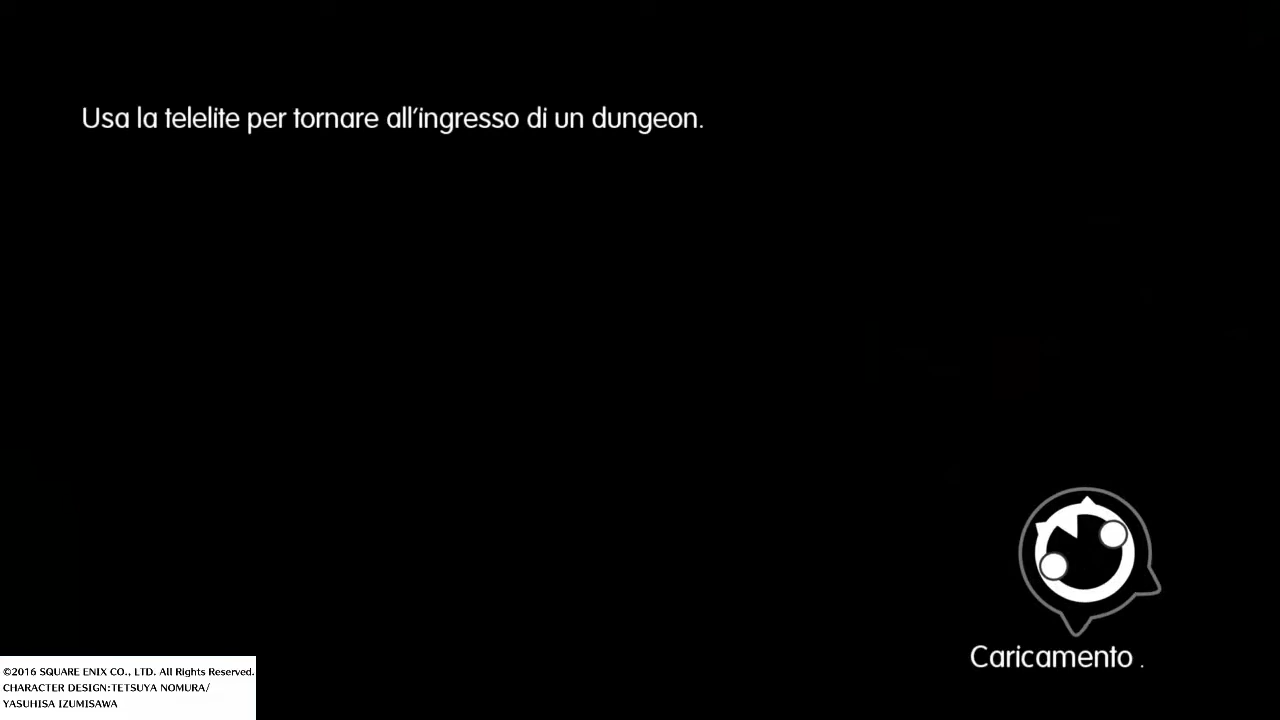 Usa la telelite per tornare all'ingresso di un dungeon.
Caricamento .
©2016 SQUARE ENIX CO., LTD. All Rights Reserved.
CHARACTER DESIGN:TETSUYA NOMURA/
YASUHISA IZUMISAWA